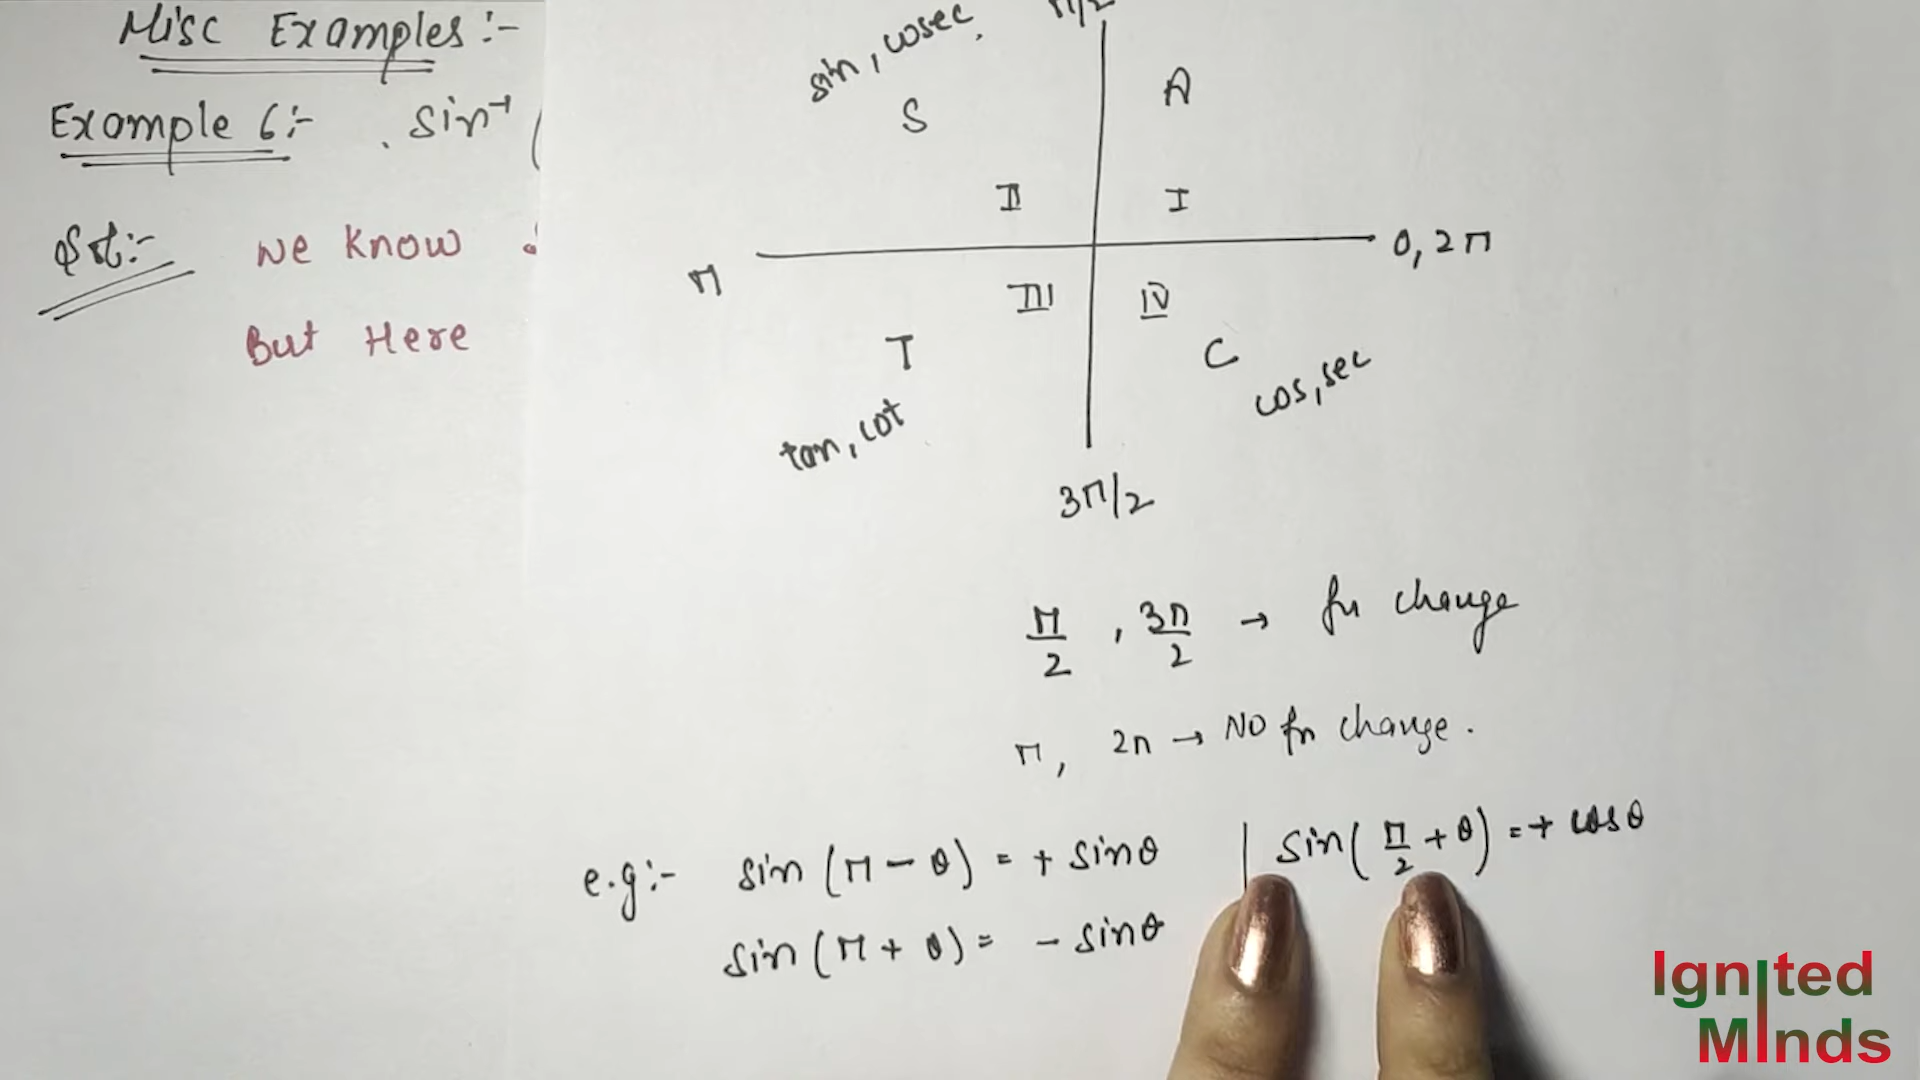 Misc Examples:-
Example 6:- . Sin⁻¹ (
Sol:- We know
But Here
sin, cosec
π/2
S
A
II
I
π
0, 2π
III
IV
T
C
tan, cot
cos, sec
3π/2
π/2 , 3π/2 → fn change
π, 2π → NO fn change.
e.g:- sin (π - θ) = + sinθ | sin(π/2 + θ) = + cosθ
sin (π + θ) = - sinθ
Ignited
Minds